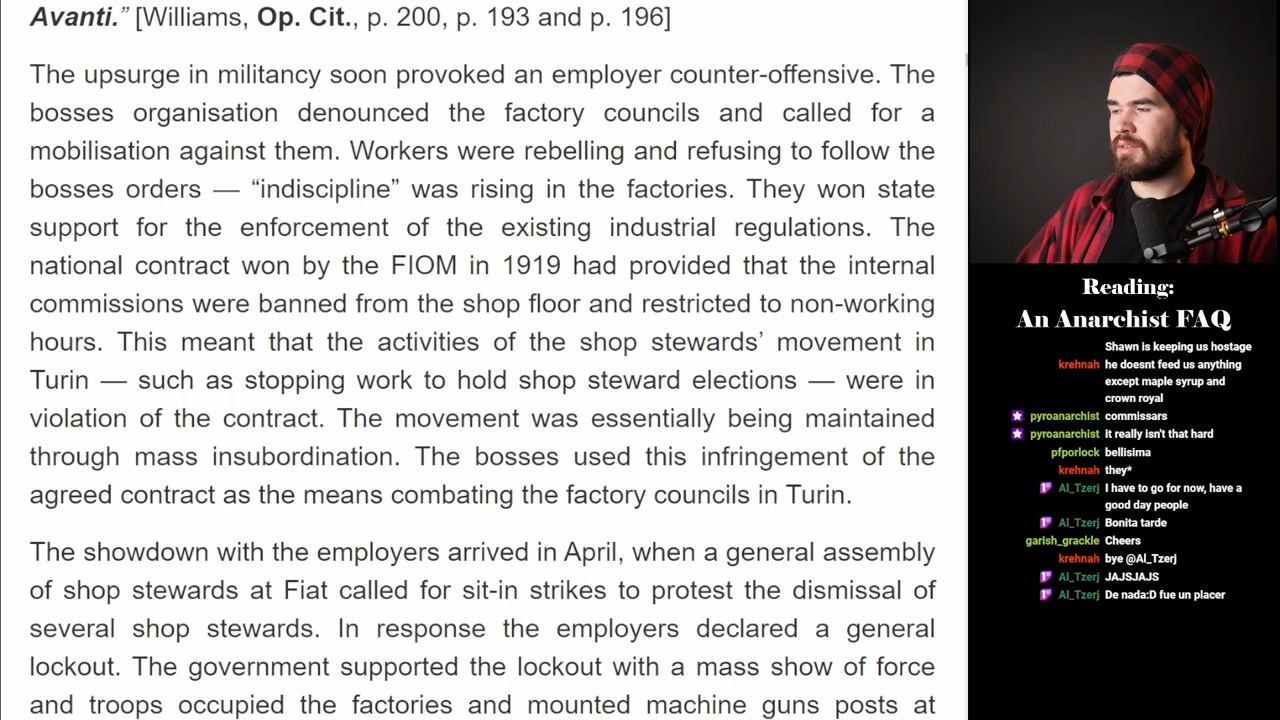 Avanti.” [Williams, Op. Cit., p. 200, p. 193 and p. 196]
The upsurge in militancy soon provoked an employer counter-offensive. The
bosses organisation denounced the factory councils and called for a
mobilisation against them. Workers were rebelling and refusing to follow the
bosses orders — “indiscipline” was rising in the factories. They won state
support for the enforcement of the existing industrial regulations. The
national contract won by the FIOM in 1919 had provided that the internal
commissions were banned from the shop floor and restricted to non-working
hours. This meant that the activities of the shop stewards’ movement in
Turin — such as stopping work to hold shop steward elections — were in
violation of the contract. The movement was essentially being maintained
through mass insubordination. The bosses used this infringement of the
agreed contract as the means combating the factory councils in Turin.
The showdown with the employers arrived in April, when a general assembly
of shop stewards at Fiat called for sit-in strikes to protest the dismissal of
several shop stewards. In response the employers declared a general
lockout. The government supported the lockout with a mass show of force
and troops occupied the factories and mounted machine guns posts at
Reading:
An Anarchist FAQ
Shawn is keeping us hostage
krehnah he doesnt feed us anything
except maple syrup and
crown royal
pyroanarchist commissars
pyroanarchist it really isn't that hard
pfporlock bellisima
krehnah they*
Al_Tzerj I have to go for now, have a
good day people
Al_Tzerj Bonita tarde
garish_grackle Cheers
krehnah bye @Al_Tzerj
Al_Tzerj JAJSJAJS
Al_Tzerj De nada:D fue un placer